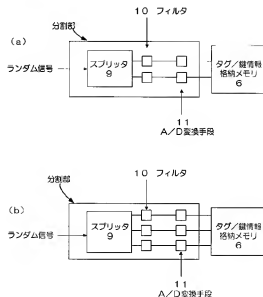 (a)
分割部
10 フィルタ
ランダム信号
スプリッタ
9
タグ/鍵情報
格納メモリ
6
11
A/D変換手段
(b)
分割部
10 フィルタ
ランダム信号
スプリッタ
9
タグ/鍵情報
格納メモリ
6
11
A/D変換手段